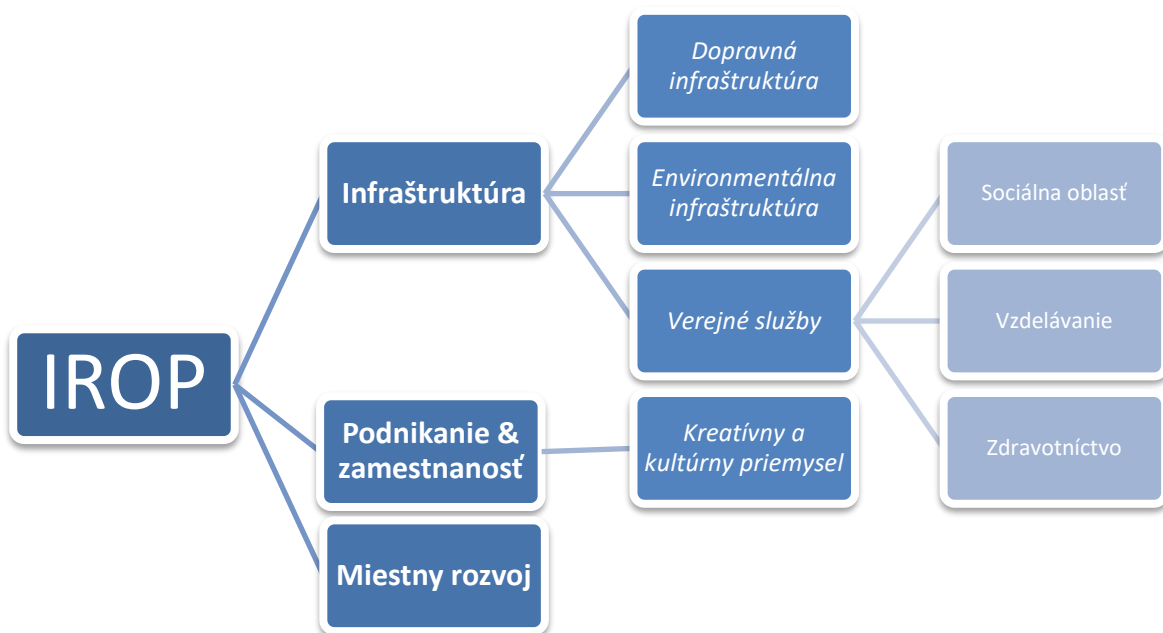 IROP
Infraštruktúra
Dopravná
infraštruktúra
Environmentálna
infraštruktúra
Verejné služby
Sociálna oblasť
Vzdelávanie
Zdravotníctvo
Podnikanie &
zamestnanosť
Kreatívny a
kultúrny priemysel
Miestny rozvoj